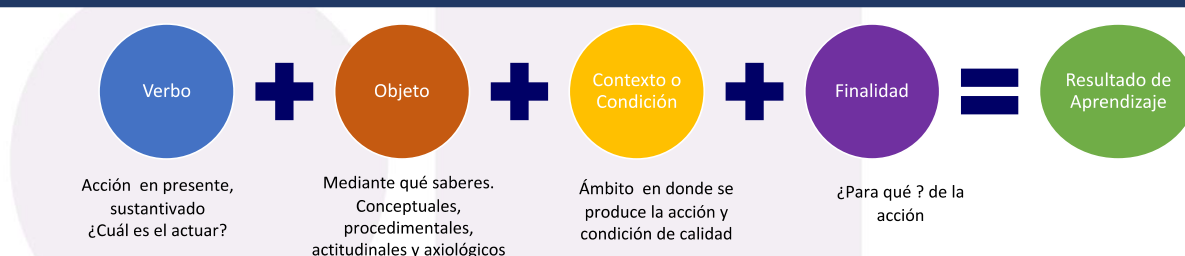 Verbo
Objeto
Contexto o
Condición
Finalidad
Resultado de
Aprendizaje
Acción en presente,
sustantivado
¿Cuál es el actuar?
Mediante qué saberes.
Conceptuales,
procedimentales,
actitudinales y axiológicos
Ámbito en donde se
produce la acción y
condición de calidad
¿Para qué ? de la
acción